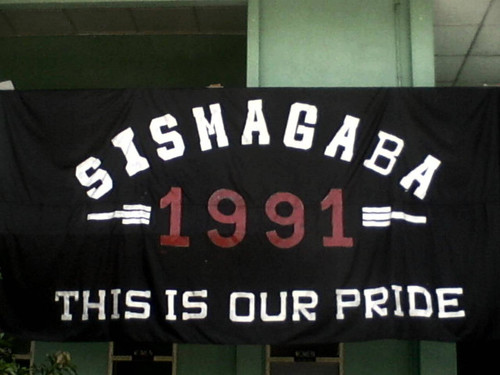 SISMAGABA
1991
THIS IS OUR PRIDE